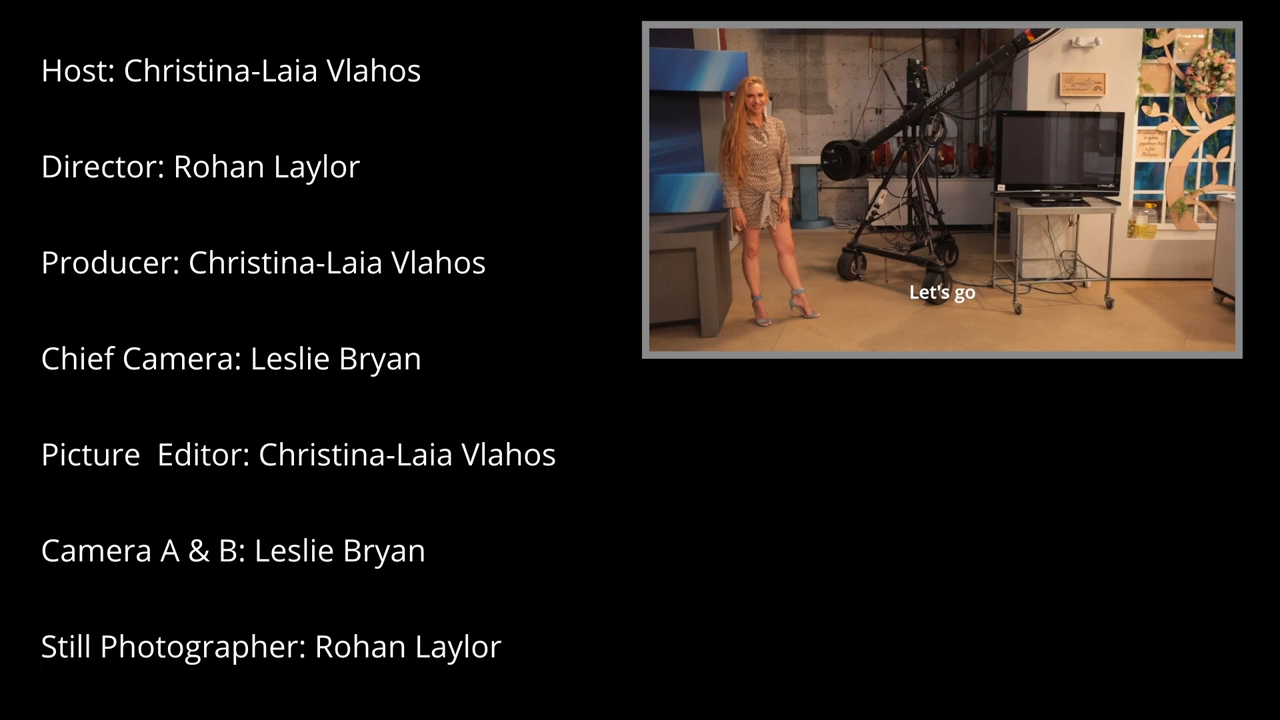 Host: Christina-Laia Vlahos
Director: Rohan Laylor
Producer: Christina-Laia Vlahos
Chief Camera: Leslie Bryan
Picture  Editor: Christina-Laia Vlahos
Camera A & B: Leslie Bryan
Still Photographer: Rohan Laylor
Let's go